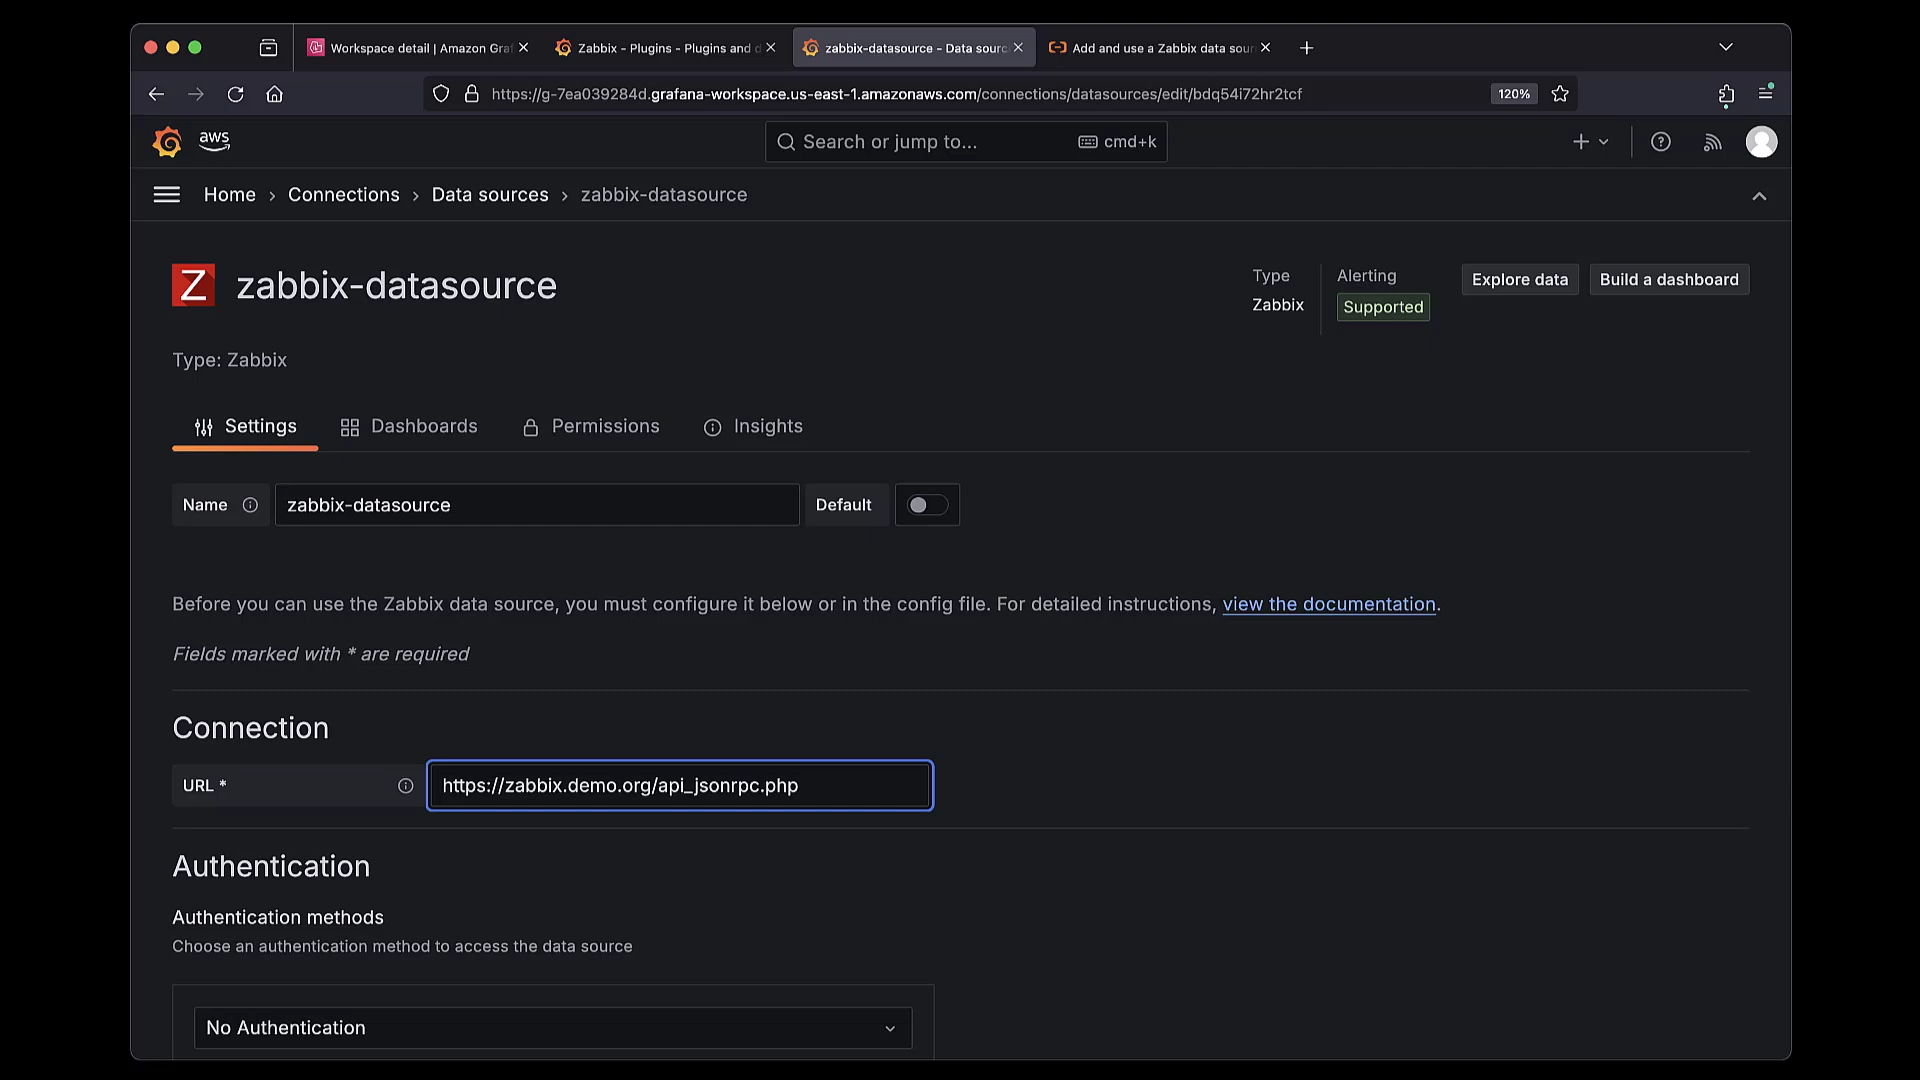 Workspace detail | Amazon Gra
Zabbix - Plugins - Plugins and d
zabbix-datasource - Data sourc
Add and use a Zabbix data sour
https://g-7ea039284d.grafana-workspace.us-east-1.amazonaws.com/connections/datasources/edit/bdq54i72hr2tcf
120%
aws
Search or jump to...
cmd+k
Home › Connections › Data sources › zabbix-datasource
Z
zabbix-datasource
Type
Zabbix
Alerting
Supported
Explore data
Build a dashboard
Type: Zabbix
Settings
Dashboards
Permissions
Insights
Name
zabbix-datasource
Default
Before you can use the Zabbix data source, you must configure it below or in the config file. For detailed instructions, view the documentation.
Fields marked with * are required
Connection
URL *
https://zabbix.demo.org/api_jsonrpc.php
Authentication
Authentication methods
Choose an authentication method to access the data source
No Authentication